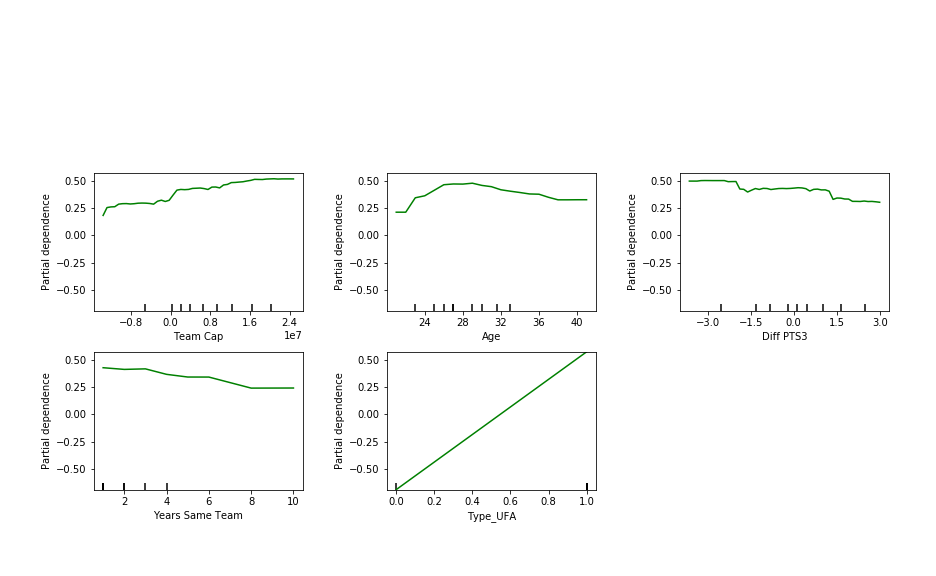 0.50
0.25
0.00
−0.25
−0.50
Partial dependence
−0.8 0.0 0.8 1.6 2.4
1e7
Team Cap
0.50
0.25
0.00
−0.25
−0.50
Partial dependence
24 28 32 36 40
Age
0.50
0.25
0.00
−0.25
−0.50
Partial dependence
−3.0 −1.5 0.0 1.5 3.0
Diff PTS3
0.50
0.25
0.00
−0.25
−0.50
Partial dependence
2 4 6 8 10
Years Same Team
0.50
0.25
0.00
−0.25
−0.50
Partial dependence
0.0 0.2 0.4 0.6 0.8 1.0
Type_UFA